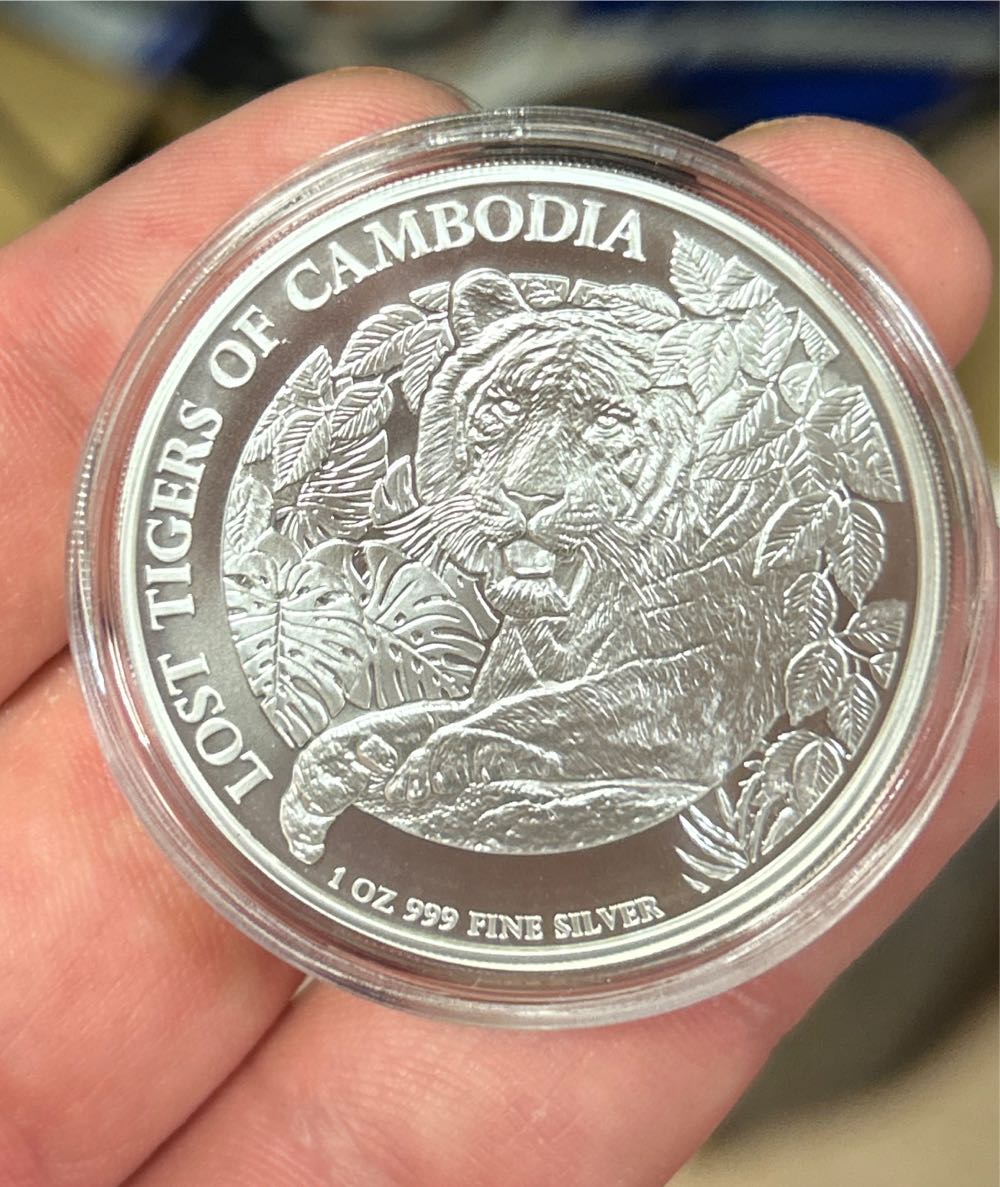 LOST TIGERS OF CAMBODIA
1 OZ 999 FINE SILVER